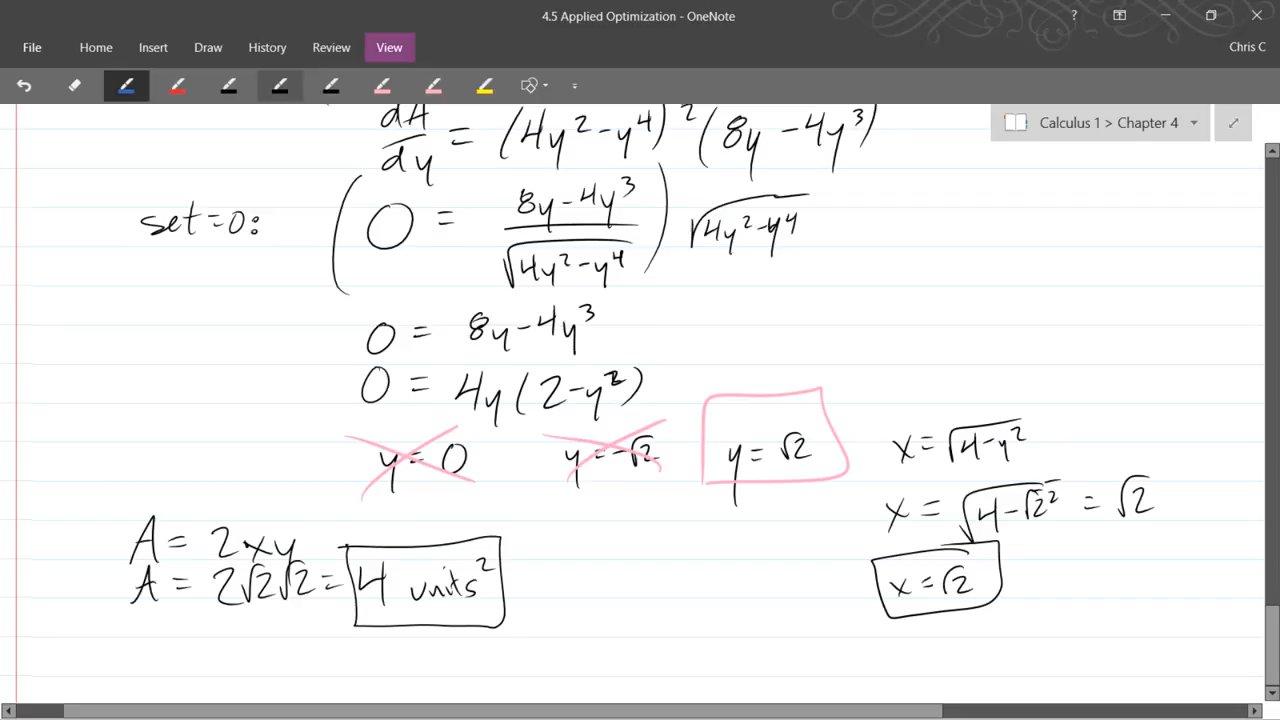 4.5 Applied Optimization - OneNote
File Home Insert Draw History Review View Chris C
Calculus 1 > Chapter 4
dA/dy = (4y² - y⁴)² (8y - 4y³)
set=0: ( 0 = (8y - 4y³)/√(4y² - y⁴) ) √(4y² - y⁴)
0 = 8y - 4y³
0 = 4y(2 - y²)
y = 0 y = -√2 y = √2
x = √(4 - y²)
x = √(4 - √2²) = √2
x = √2
A = 2xy
A = 2√2√2 = 4 units²